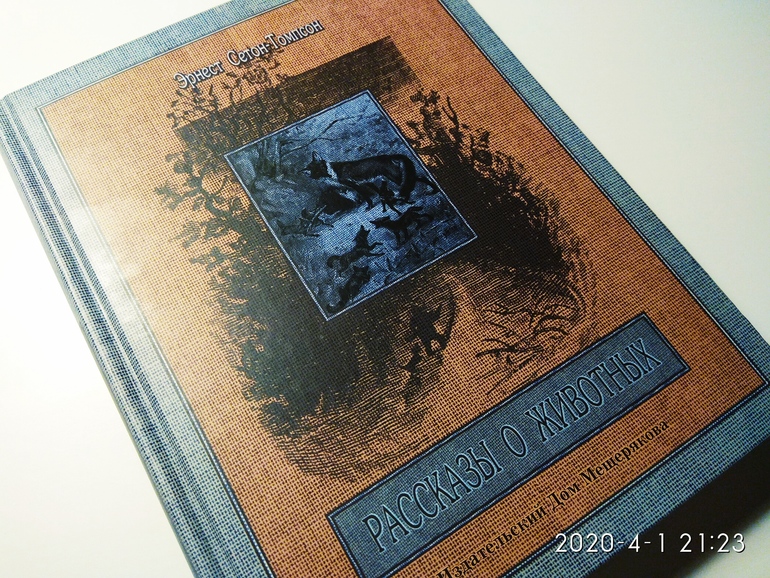 Эрнест Сетон-Томпсон
РАССКАЗЫ О ЖИВОТНЫХ
Издательский Дом Мещерякова
2020-4-1 21:23